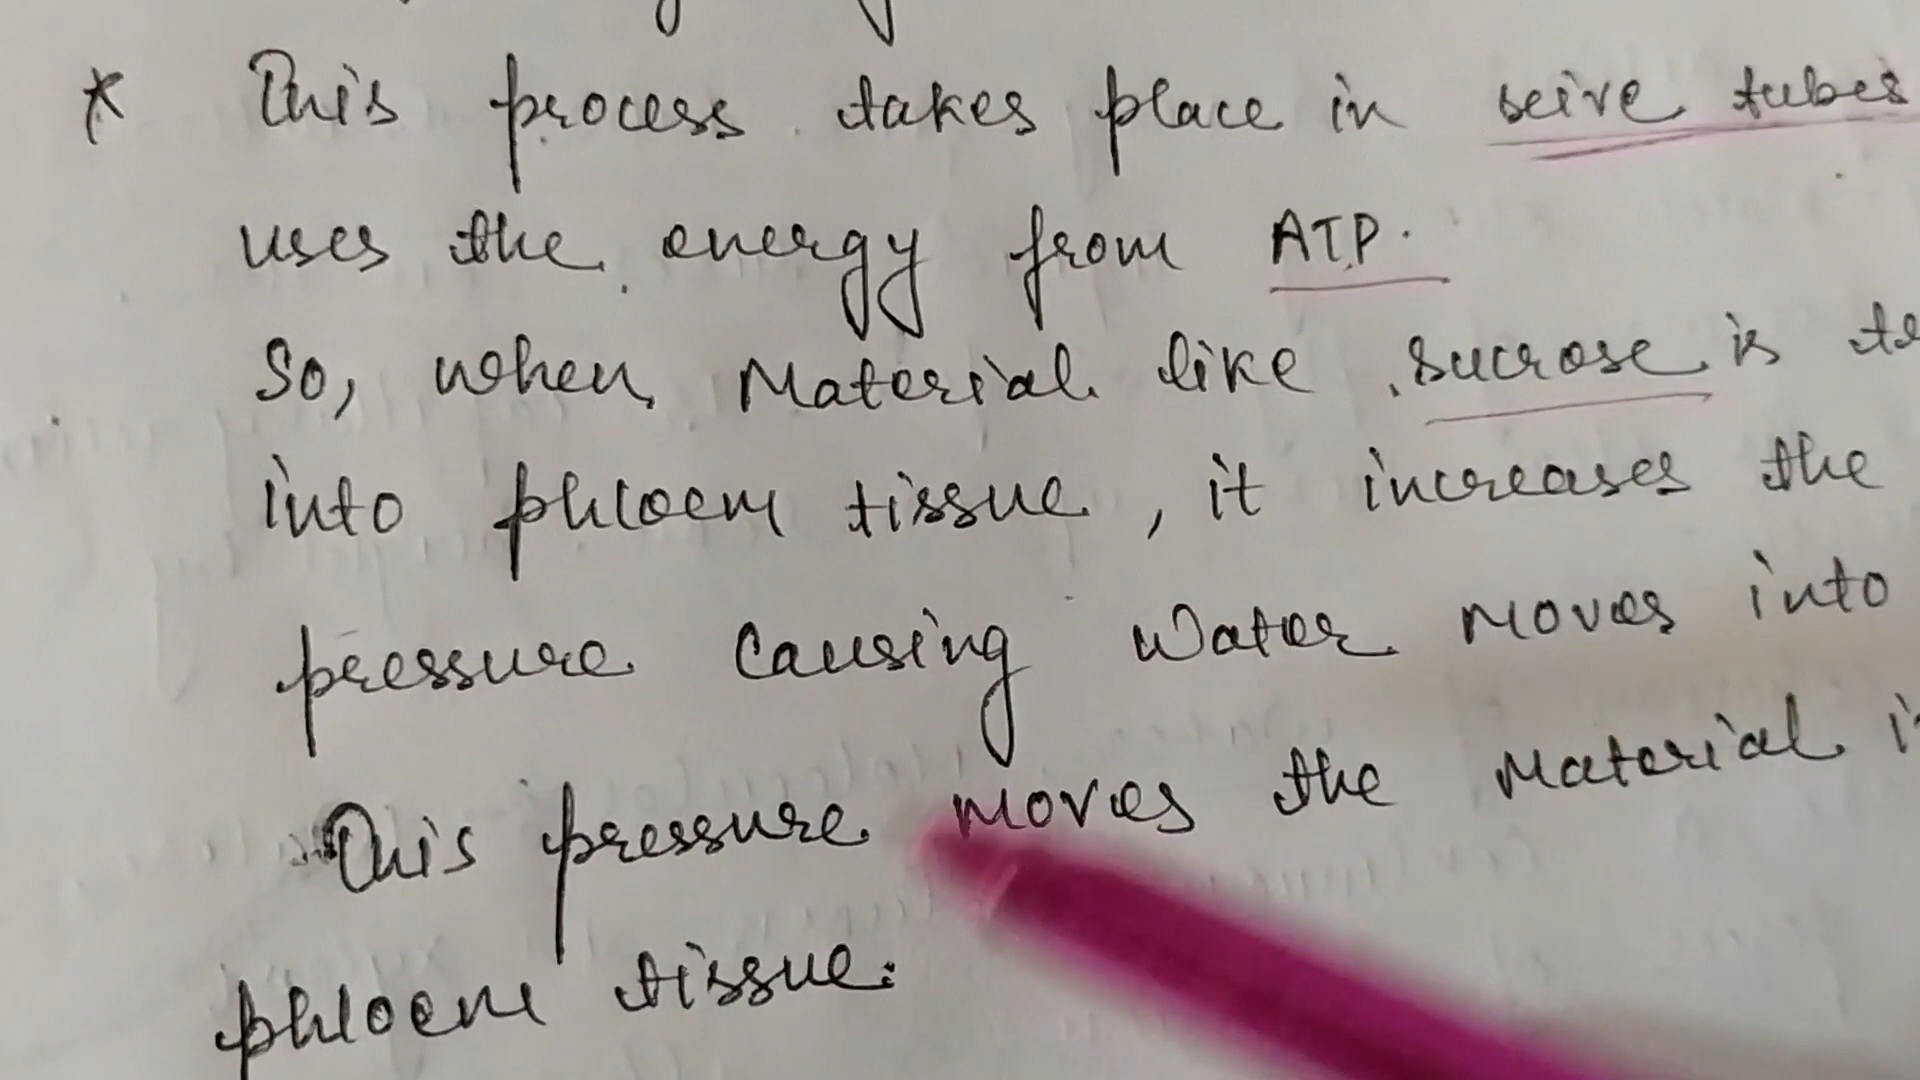 * This process takes place in seive tubes
uses the energy from ATP.
So, when Material like sucrose is
into phloem tissue, it increases the
pressure causing water moves into
This pressure moves the Material
phloem tissue.